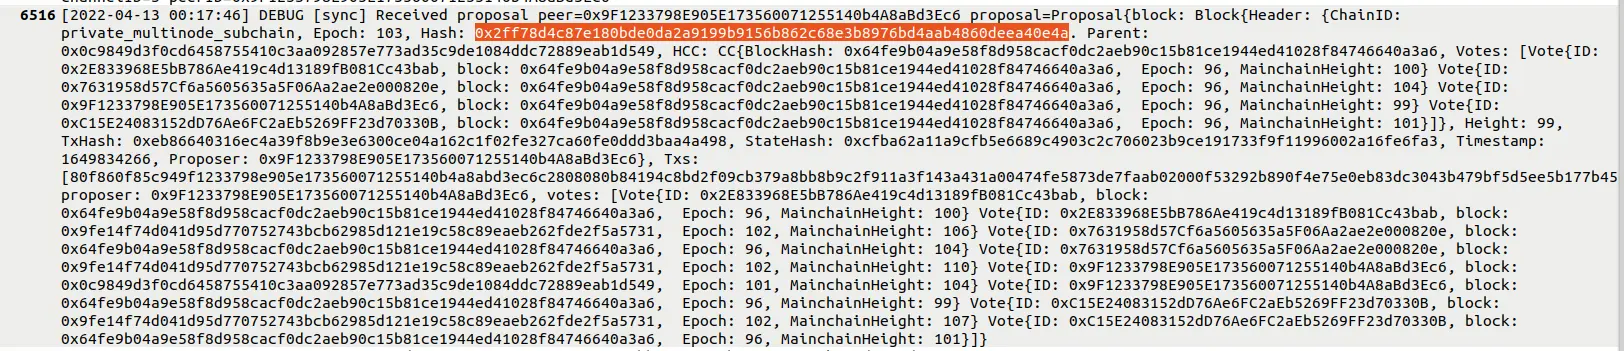 6516 [2022-04-13 00:17:46] DEBUG [sync] Received proposal peer=0x9F1233798E905E173560071255140b4A8aBd3Ec6 proposal=Proposal{block: Block{Header: {ChainID:
private_multinode_subchain, Epoch: 103, Hash: 0x2ff78d4c87e180bde0da2a9199b9156b862c68e3b8976bd4aab4860deea40e4a. Parent:
0x0c9849d3f0cd6458755410c3aa092857e773ad35c9de1084ddc72889eab1d549, HCC: CC{BlockHash: 0x64fe9b04a9e58f8d958cacf0dc2aeb90c15b81ce1944ed41028f84746640a3a6, Votes: [Vote{ID:
0x2E833968E5bB786Ae419c4d13189fB081Cc43bab, block: 0x64fe9b04a9e58f8d958cacf0dc2aeb90c15b81ce1944ed41028f84746640a3a6,  Epoch: 96, MainchainHeight: 100} Vote{ID:
0x7631958d57Cf6a5605635a5F06Aa2ae2e000820e, block: 0x64fe9b04a9e58f8d958cacf0dc2aeb90c15b81ce1944ed41028f84746640a3a6,  Epoch: 96, MainchainHeight: 104} Vote{ID:
0x9F1233798E905E173560071255140b4A8aBd3Ec6, block: 0x64fe9b04a9e58f8d958cacf0dc2aeb90c15b81ce1944ed41028f84746640a3a6,  Epoch: 96, MainchainHeight: 99} Vote{ID:
0xC15E24083152dD76Ae6FC2aEb5269FF23d70330B, block: 0x64fe9b04a9e58f8d958cacf0dc2aeb90c15b81ce1944ed41028f84746640a3a6,  Epoch: 96, MainchainHeight: 101}]}, Height: 99,
TxHash: 0xeb86640316ec4a39f8b9e3e6300ce04a162c1f02fe327ca60fe0ddd3baa4a498, StateHash: 0xcfba62a11a9cfb5e6689c4903c2c706023b9ce191733f9f11996002a16fe6fa3, Timestamp:
1649834266, Proposer: 0x9F1233798E905E173560071255140b4A8aBd3Ec6}, Txs:
[80f860f85c949f1233798e905e173560071255140b4a8abd3ec6c2808080b84194c8bd2f09cb379a8bb8b9c2f911a3f143a431a00474fe5873de7faab02000f53292b890f4e75e0eb83dc3043b479bf5d5ee5b177b45
proposer: 0x9F1233798E905E173560071255140b4A8aBd3Ec6, votes: [Vote{ID: 0x2E833968E5bB786Ae419c4d13189fB081Cc43bab, block:
0x64fe9b04a9e58f8d958cacf0dc2aeb90c15b81ce1944ed41028f84746640a3a6,  Epoch: 96, MainchainHeight: 100} Vote{ID: 0x2E833968E5bB786Ae419c4d13189fB081Cc43bab, block:
0x9fe14f74d041d95d770752743bcb62985d121e19c58c89eaeb262fde2f5a5731,  Epoch: 102, MainchainHeight: 106} Vote{ID: 0x7631958d57Cf6a5605635a5F06Aa2ae2e000820e, block:
0x64fe9b04a9e58f8d958cacf0dc2aeb90c15b81ce1944ed41028f84746640a3a6,  Epoch: 96, MainchainHeight: 104} Vote{ID: 0x7631958d57Cf6a5605635a5F06Aa2ae2e000820e, block:
0x9fe14f74d041d95d770752743bcb62985d121e19c58c89eaeb262fde2f5a5731,  Epoch: 102, MainchainHeight: 110} Vote{ID: 0x9F1233798E905E173560071255140b4A8aBd3Ec6, block:
0x0c9849d3f0cd6458755410c3aa092857e773ad35c9de1084ddc72889eab1d549,  Epoch: 101, MainchainHeight: 104} Vote{ID: 0x9F1233798E905E173560071255140b4A8aBd3Ec6, block:
0x64fe9b04a9e58f8d958cacf0dc2aeb90c15b81ce1944ed41028f84746640a3a6,  Epoch: 96, MainchainHeight: 99} Vote{ID: 0xC15E24083152dD76Ae6FC2aEb5269FF23d70330B, block:
0x9fe14f74d041d95d770752743bcb62985d121e19c58c89eaeb262fde2f5a5731,  Epoch: 102, MainchainHeight: 107} Vote{ID: 0xC15E24083152dD76Ae6FC2aEb5269FF23d70330B, block:
0x64fe9b04a9e58f8d958cacf0dc2aeb90c15b81ce1944ed41028f84746640a3a6,  Epoch: 96, MainchainHeight: 101}]}